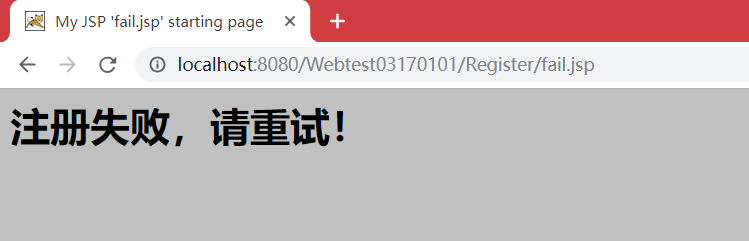 My JSP 'fail.jsp' starting page
localhost:8080/Webtest03170101/Register/fail.jsp
注册失败，请重试！